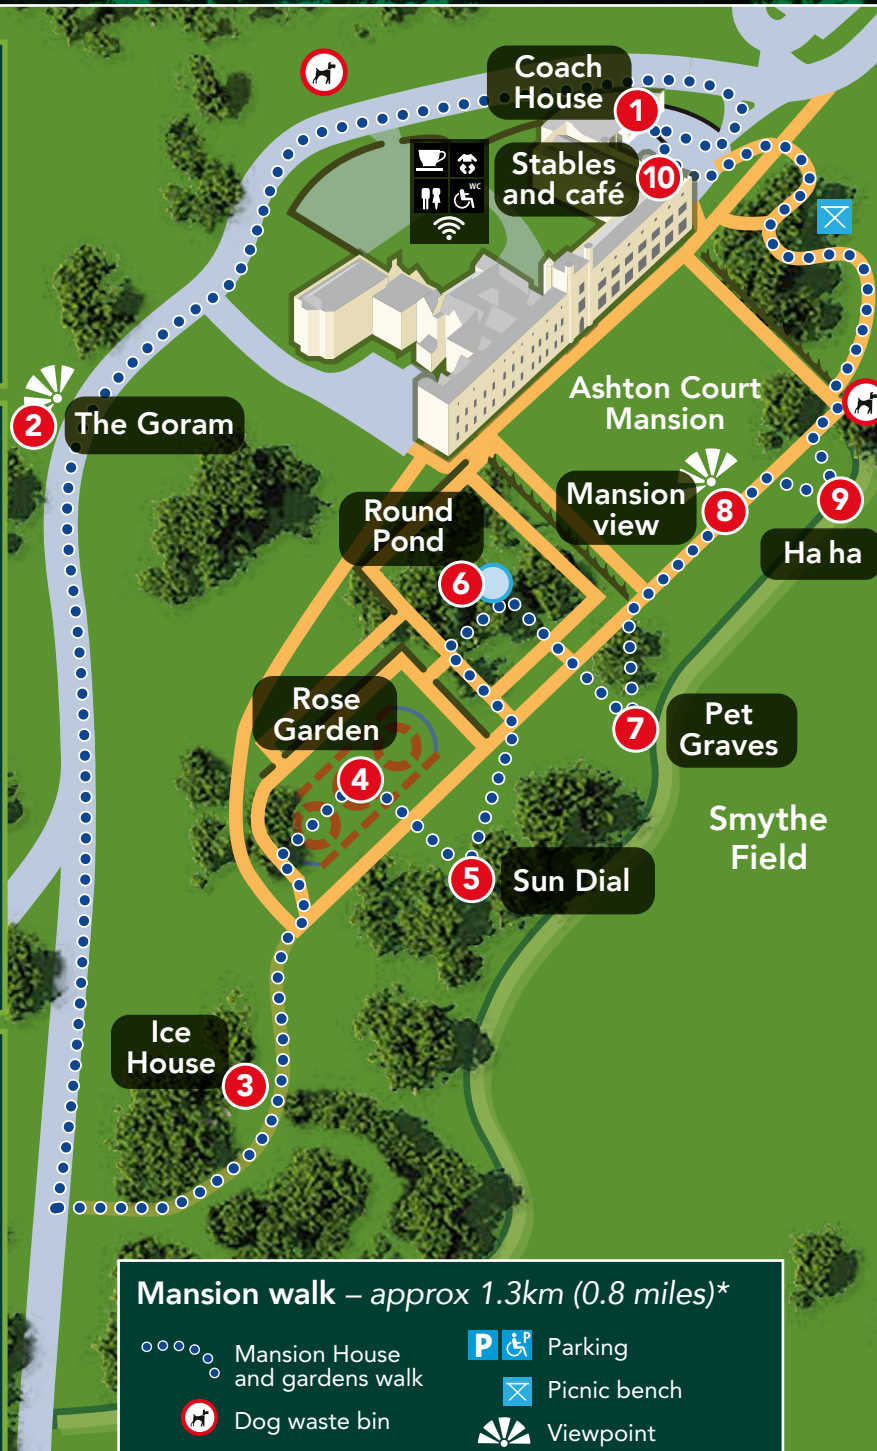 Coach
House
1
Stables
and café
10
WC
2
The Goram
Ashton Court
Mansion
Mansion
view
8
9
Ha ha
Round
Pond
6
Rose
Garden
4
7
Pet
Graves
Smythe
Field
5
Sun Dial
Ice
House
3
Mansion walk – approx 1.3km (0.8 miles)*
Mansion House
and gardens walk
Dog waste bin
P
P
Parking
Picnic bench
Viewpoint